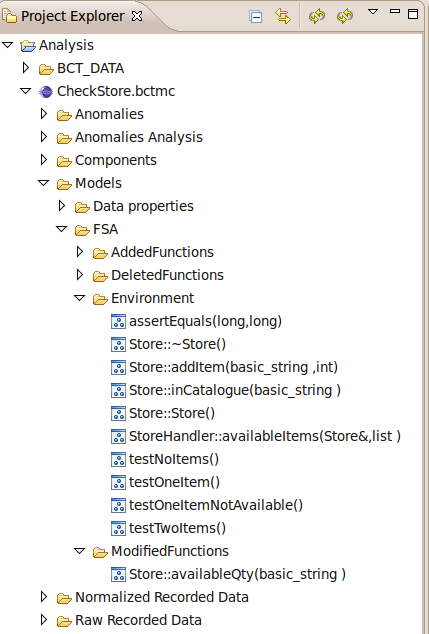 Project Explorer
Analysis
BCT_DATA
CheckStore.bctmc
Anomalies
Anomalies Analysis
Components
Models
Data properties
FSA
AddedFunctions
DeletedFunctions
Environment
assertEquals(long,long)
Store::~Store()
Store::addItem(basic_string ,int)
Store::inCatalogue(basic_string )
Store::Store()
StoreHandler::availableItems(Store&,list )
testNoItems()
testOneItem()
testOneItemNotAvailable()
testTwoItems()
ModifiedFunctions
Store::availableQty(basic_string )
Normalized Recorded Data
Raw Recorded Data